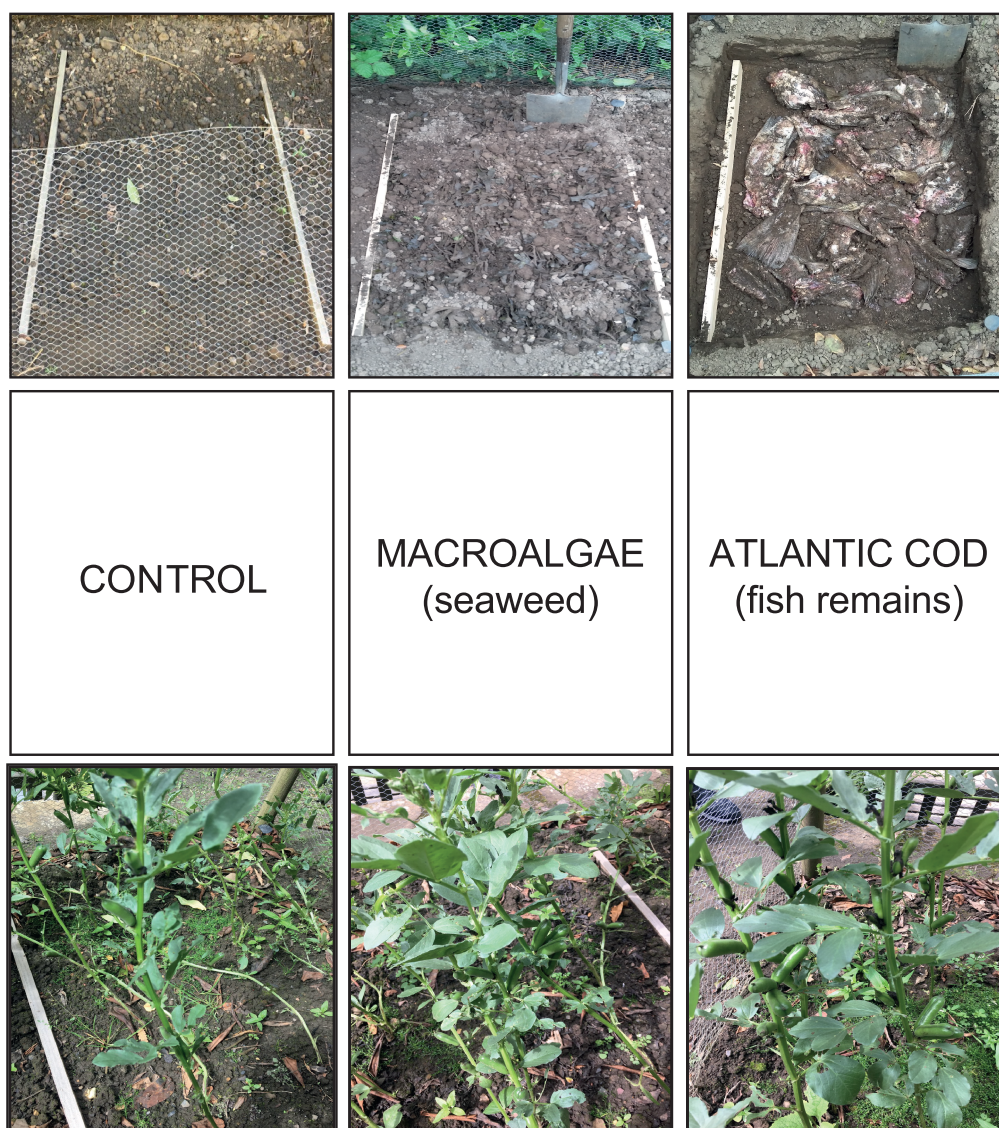 CONTROL
MACROALGAE
(seaweed)
ATLANTIC COD
(fish remains)